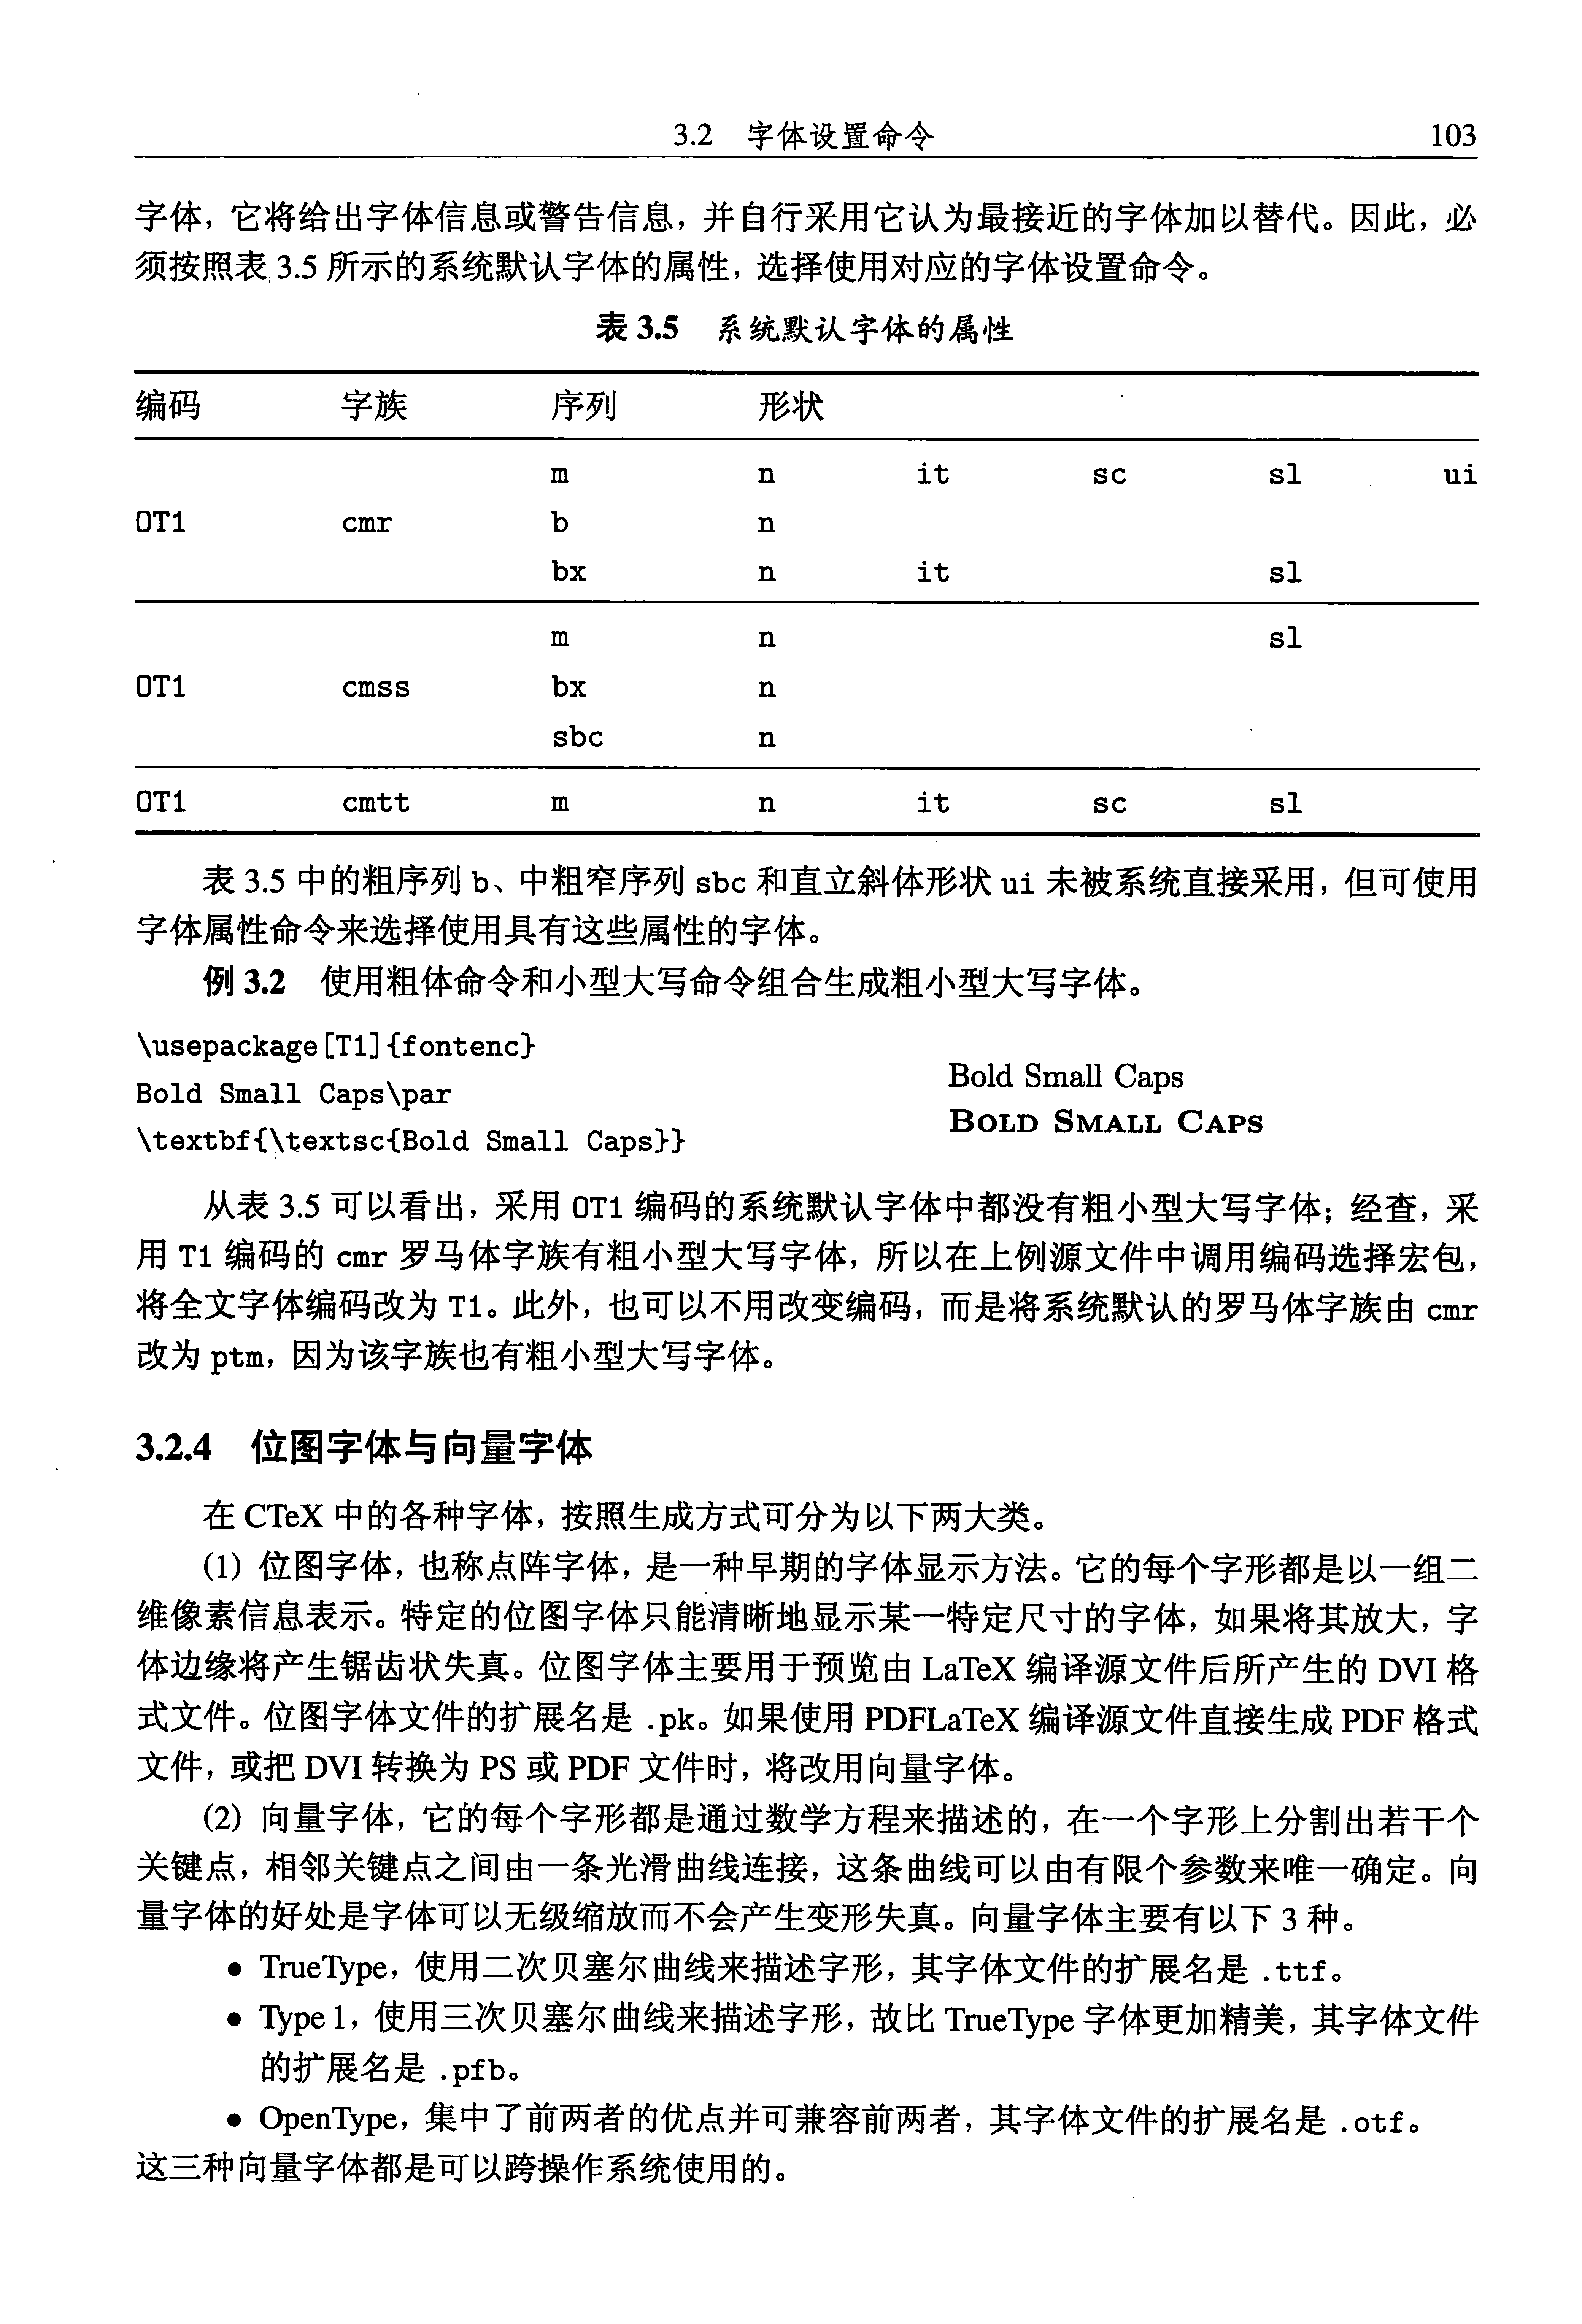 3.2 字体设置命令 103
字体，它将给出字体信息或警告信息，并自行采用它认为最接近的字体加以替代。因此，必
须按照表 3.5 所示的系统默认字体的属性，选择使用对应的字体设置命令。
表 3.5 系统默认字体的属性
编码 字族 序列 形状
m n it sc sl ui
OT1 cmr b n
bx n it sl
m n sl
OT1 cmss bx n
sbc n
OT1 cmtt m n it sc sl
表 3.5 中的粗序列 b、中粗窄序列 sbc 和直立斜体形状 ui 未被系统直接采用，但可使用
字体属性命令来选择使用具有这些属性的字体。
例 3.2 使用粗体命令和小型大写命令组合生成粗小型大写字体。
\usepackage[T1]{fontenc}
Bold Small Caps\par
\textbf{\textsc{Bold Small Caps}}
Bold Small Caps
BOLD SMALL CAPS
从表 3.5 可以看出，采用 OT1 编码的系统默认字体中都没有粗小型大写字体；经查，采
用 T1 编码的 cmr 罗马体字族有粗小型大写字体，所以在上例源文件中调用编码选择宏包，
将全文字体编码改为 T1。此外，也可以不用改变编码，而是将系统默认的罗马体字族由 cmr
改为 ptm，因为该字族也有粗小型大写字体。
3.2.4 位图字体与向量字体
在 CTeX 中的各种字体，按照生成方式可分为以下两大类。
(1) 位图字体，也称点阵字体，是一种早期的字体显示方法。它的每个字形都是以一组二
维像素信息表示。特定的位图字体只能清晰地显示某一特定尺寸的字体，如果将其放大，字
体边缘将产生锯齿状失真。位图字体主要用于预览由 LaTeX 编译源文件后所产生的 DVI 格
式文件。位图字体文件的扩展名是 .pk。如果使用 PDFLaTeX 编译源文件直接生成 PDF 格式
文件，或把 DVI 转换为 PS 或 PDF 文件时，将改用向量字体。
(2) 向量字体，它的每个字形都是通过数学方程来描述的，在一个字形上分割出若干个
关键点，相邻关键点之间由一条光滑曲线连接，这条曲线可以由有限个参数来唯一确定。向
量字体的好处是字体可以无级缩放而不会产生变形失真。向量字体主要有以下 3 种。
• TrueType，使用二次贝塞尔曲线来描述字形，其字体文件的扩展名是 .ttf。
• Type 1，使用三次贝塞尔曲线来描述字形，故比 TrueType 字体更加精美，其字体文件
的扩展名是 .pfb。
• OpenType，集中了前两者的优点并可兼容前两者，其字体文件的扩展名是 .otf。
这三种向量字体都是可以跨操作系统使用的。